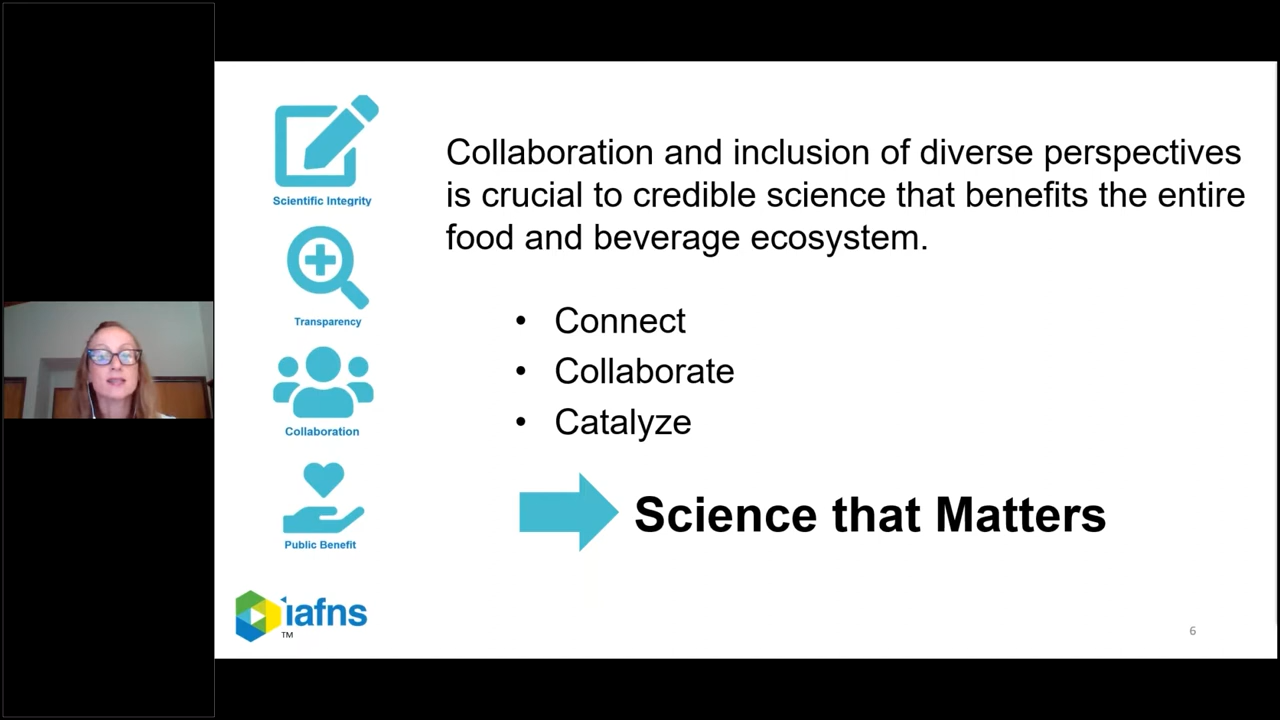 Scientific Integrity
Transparency
Collaboration
Public Benefit
iafns
TM
Collaboration and inclusion of diverse perspectives
is crucial to credible science that benefits the entire
food and beverage ecosystem.
• Connect
• Collaborate
• Catalyze
Science that Matters
6